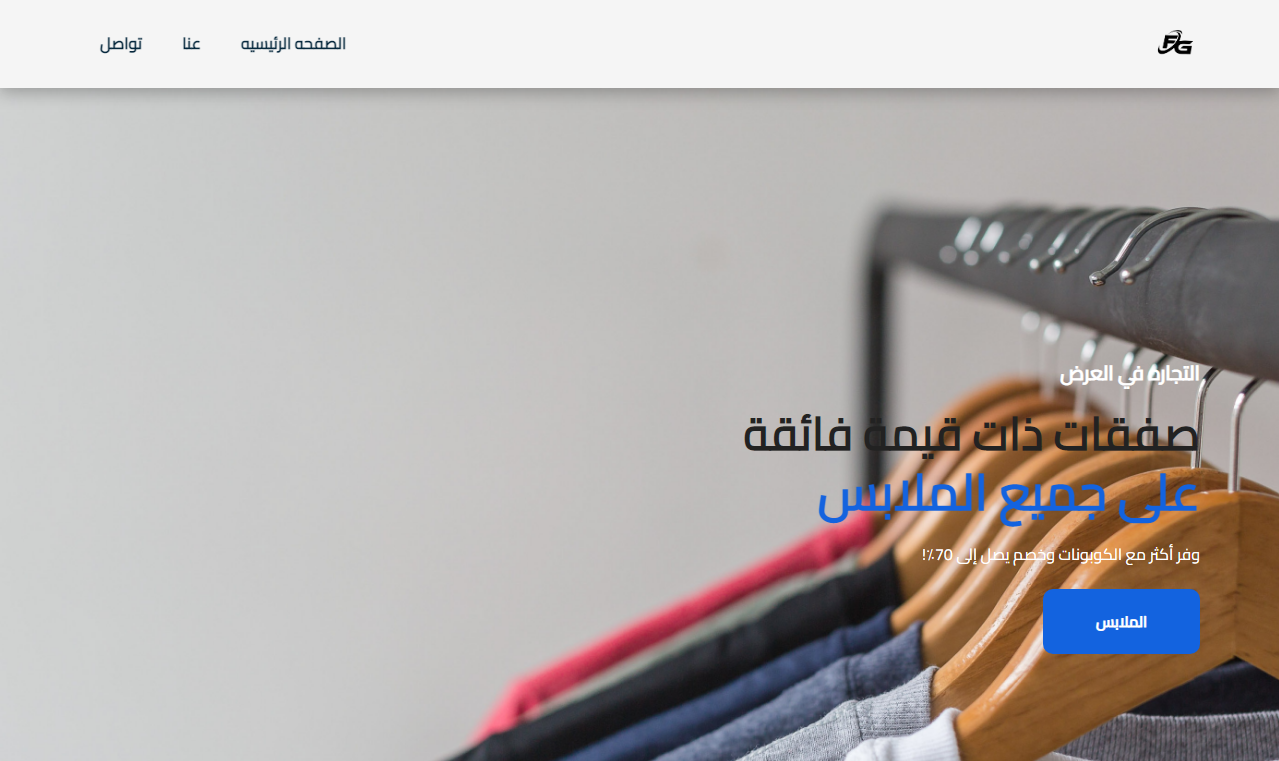 FG
الصفحه الرئيسيه
عنا
تواصل
التجاره في العرض
صفقات ذات قيمة فائقة
على جميع الملابس
وفر أكثر مع الكوبونات وخصم يصل إلى 70٪!
الملابس